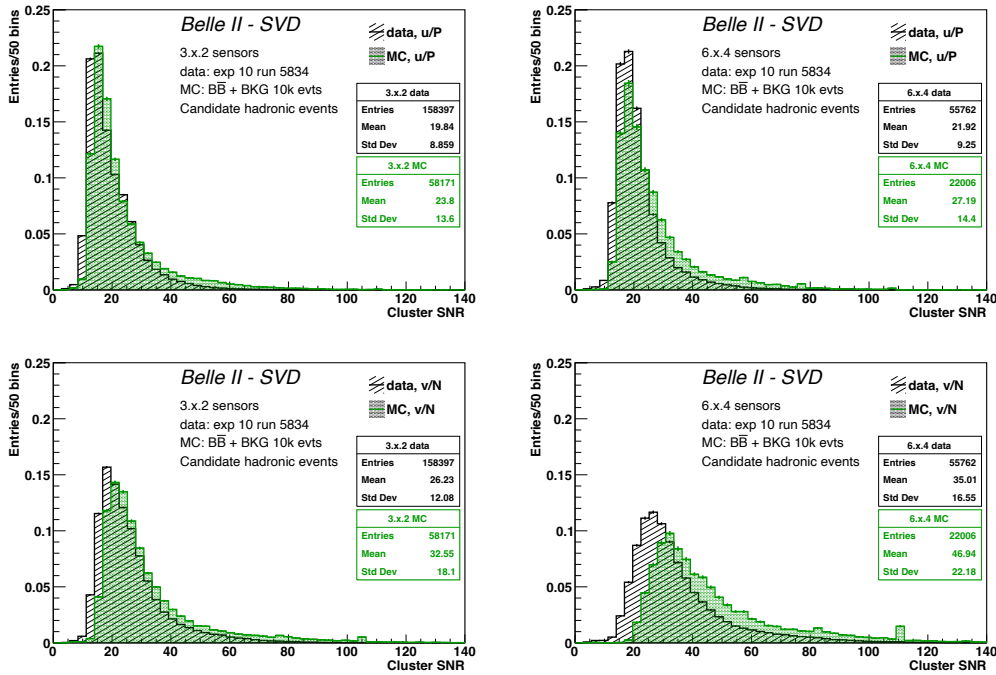 Entries/50 bins
0.25
0.2
0.15
0.1
0.05
0
Belle II - SVD
3.x.2 sensors
data: exp 10 run 5834
MC: BB̅ + BKG 10k evts
Candidate hadronic events
data, u/P
MC, u/P
3.x.2 data
Entries 158397
Mean 19.84
Std Dev 8.859
3.x.2 MC
Entries 58171
Mean 23.8
Std Dev 13.6
0 20 40 60 80 100 120 140
Cluster SNR
Entries/50 bins
0.25
0.2
0.15
0.1
0.05
0
Belle II - SVD
6.x.4 sensors
data: exp 10 run 5834
MC: BB̅ + BKG 10k evts
Candidate hadronic events
data, u/P
MC, u/P
6.x.4 data
Entries 55762
Mean 21.92
Std Dev 9.25
6.x.4 MC
Entries 22006
Mean 27.19
Std Dev 14.4
0 20 40 60 80 100 120 140
Cluster SNR
Entries/50 bins
0.25
0.2
0.15
0.1
0.05
0
Belle II - SVD
3.x.2 sensors
data: exp 10 run 5834
MC: BB̅ + BKG 10k evts
Candidate hadronic events
data, v/N
MC, v/N
3.x.2 data
Entries 158397
Mean 26.23
Std Dev 12.08
3.x.2 MC
Entries 58171
Mean 32.55
Std Dev 18.1
0 20 40 60 80 100 120 140
Cluster SNR
Entries/50 bins
0.25
0.2
0.15
0.1
0.05
0
Belle II - SVD
6.x.4 sensors
data: exp 10 run 5834
MC: BB̅ + BKG 10k evts
Candidate hadronic events
data, v/N
MC, v/N
6.x.4 data
Entries 55762
Mean 35.01
Std Dev 16.55
6.x.4 MC
Entries 22006
Mean 46.94
Std Dev 22.18
0 20 40 60 80 100 120 140
Cluster SNR